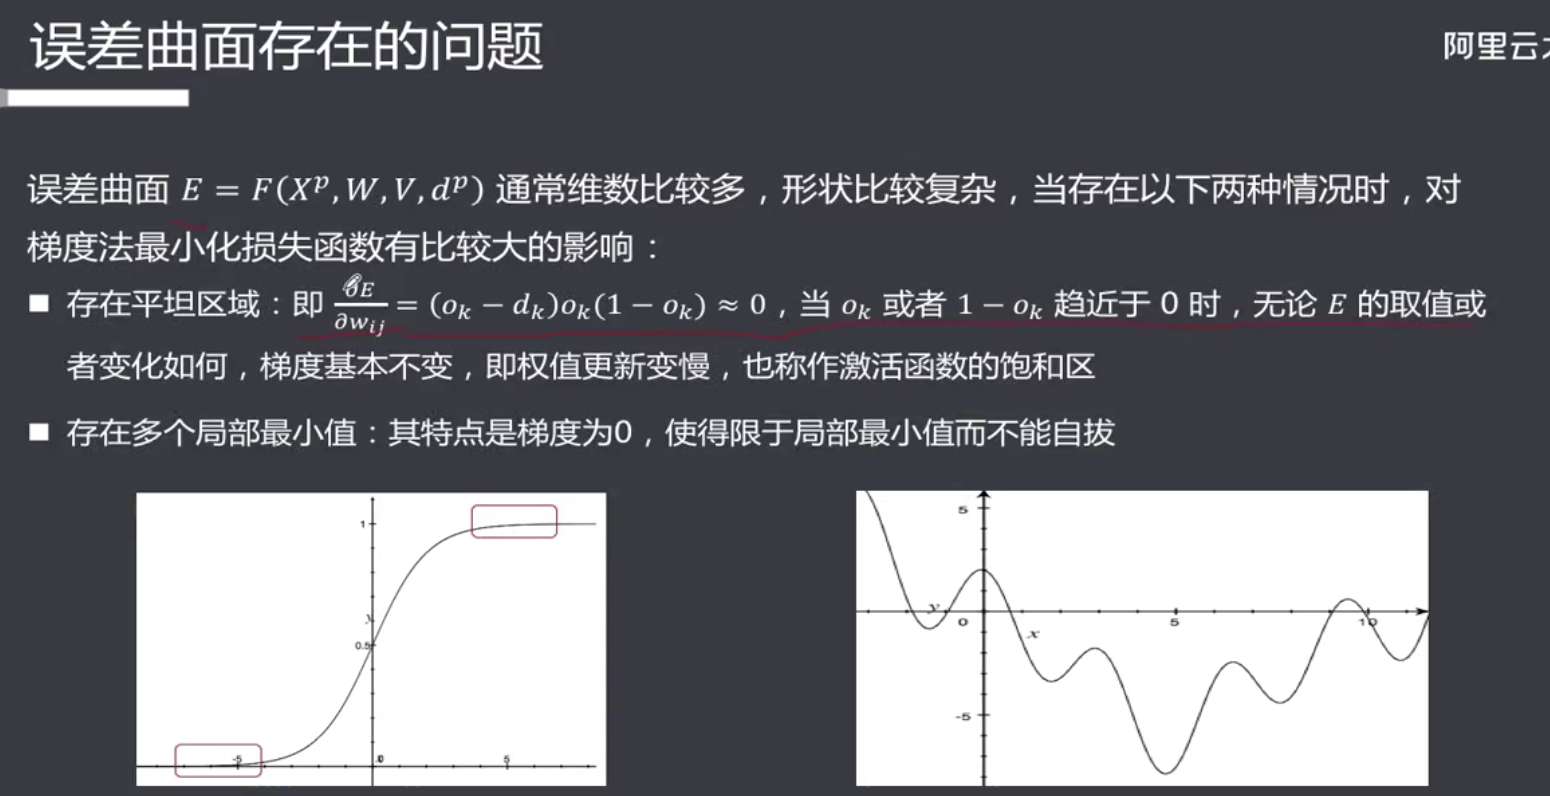 误差曲面存在的问题
阿里云
误差曲面 E = F(X^p, W, V, d^p) 通常维数比较多，形状比较复杂，当存在以下两种情况时，对
梯度法最小化损失函数有比较大的影响：
■ 存在平坦区域：即 ∂E/∂w_ij = (o_k − d_k)o_k(1 − o_k) ≈ 0，当 o_k 或者 1 − o_k 趋近于 0 时，无论 E 的取值或
者变化如何，梯度基本不变，即权值更新变慢，也称作激活函数的饱和区
■ 存在多个局部最小值：其特点是梯度为0，使得限于局部最小值而不能自拔
1
y
0.5
-5
0
5
5
y
0
x
5
10
-5